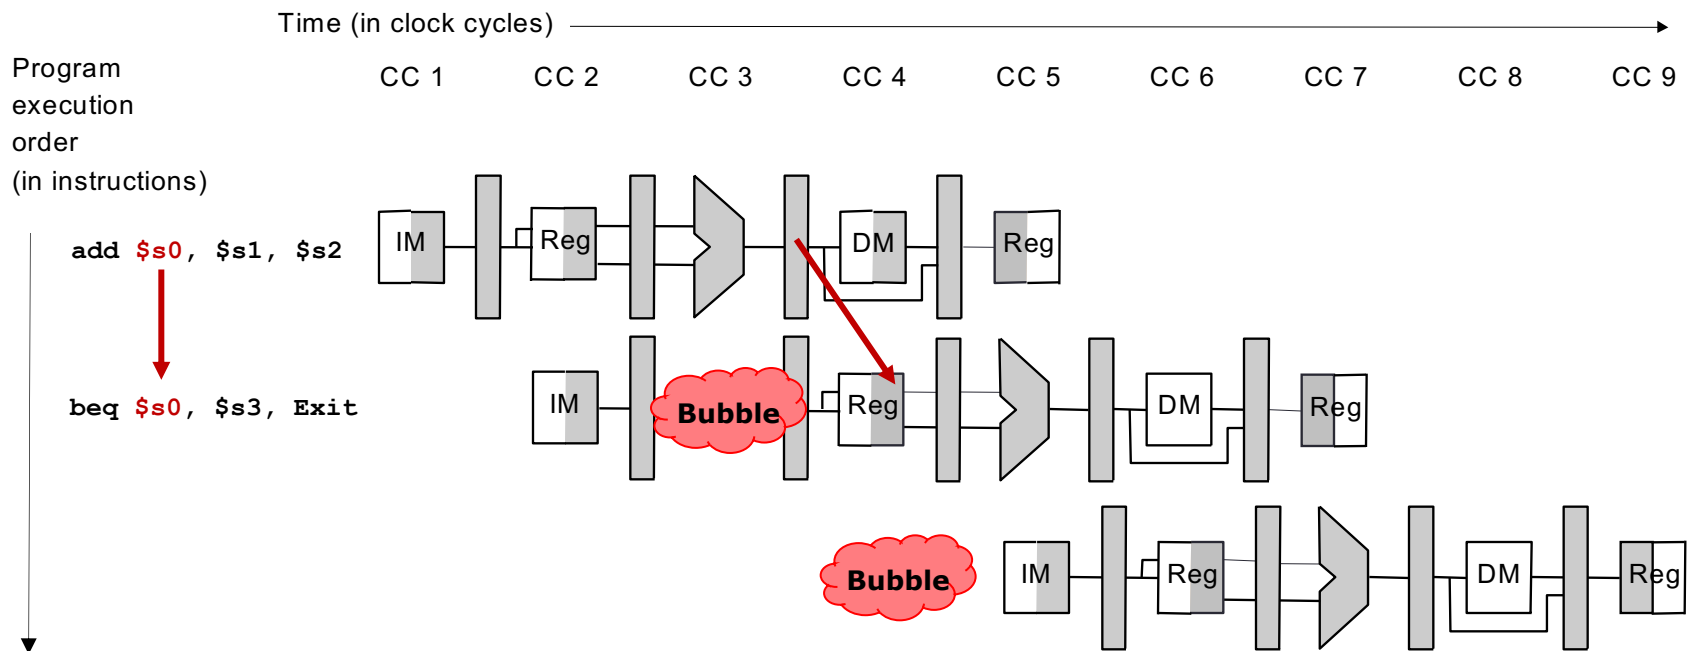 Time (in clock cycles)
Program
execution
order
(in instructions)
CC 1 CC 2 CC 3 CC 4 CC 5 CC 6 CC 7 CC 8 CC 9
add $s0, $s1, $s2
IM Reg DM Reg
beq $s0, $s3, Exit
IM Bubble Reg DM Reg
Bubble IM Reg DM Reg